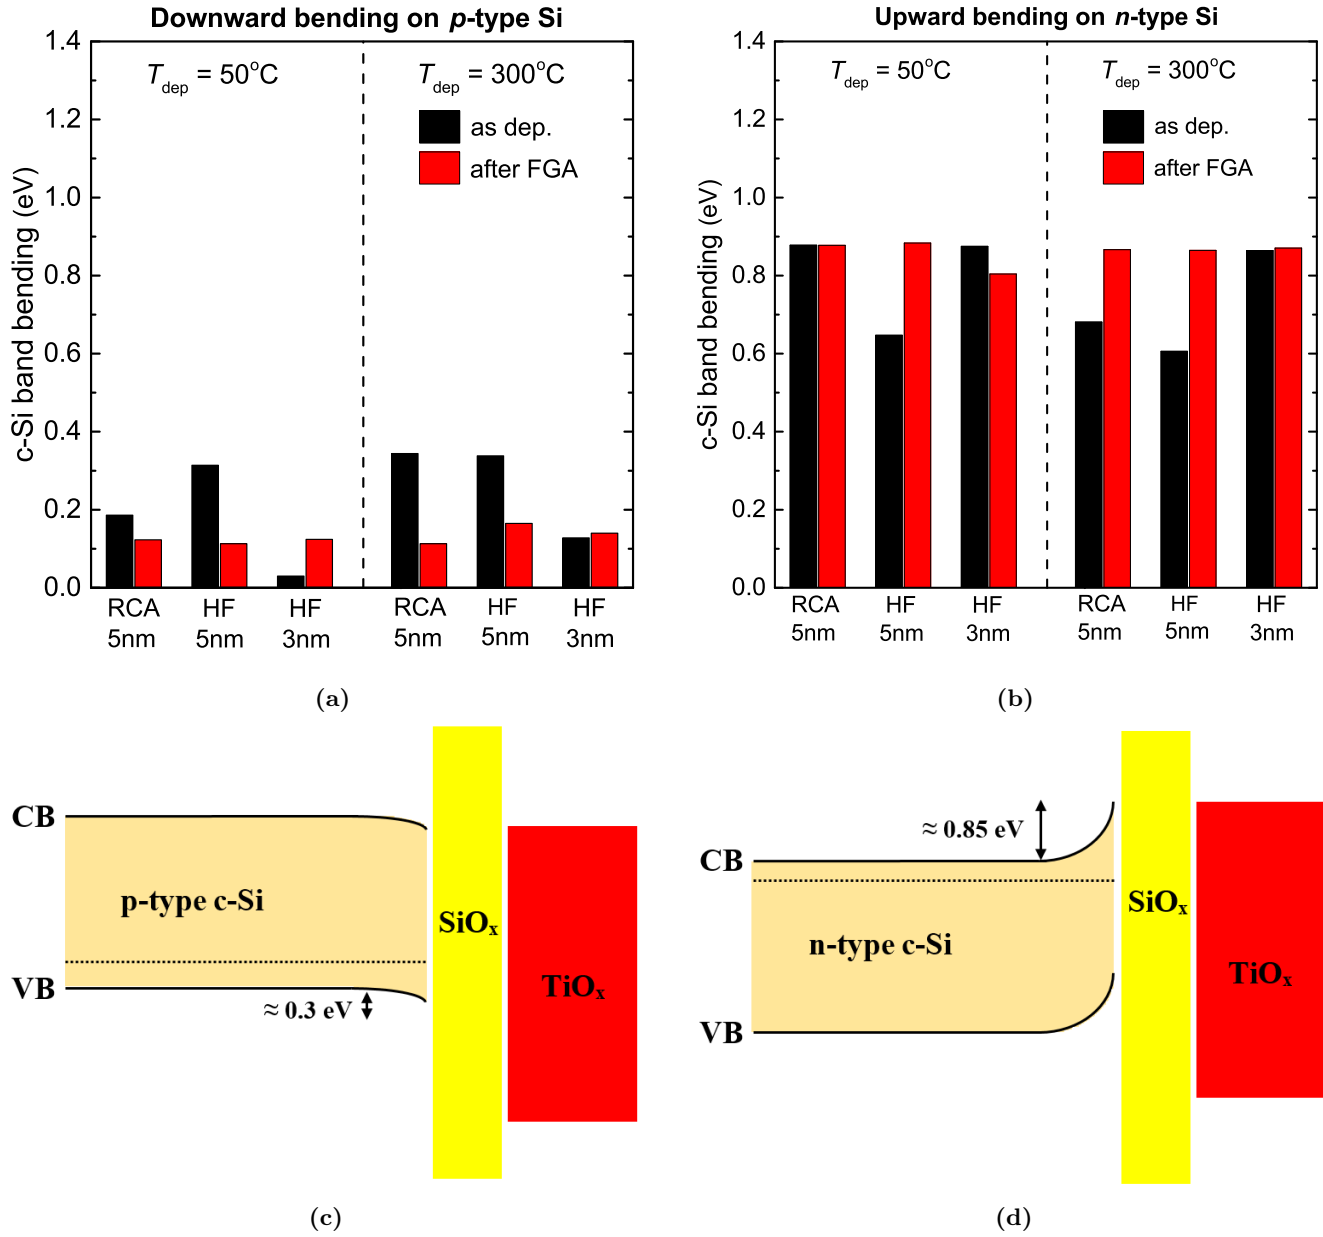 Downward bending on p-type Si
T_dep = 50°C
T_dep = 300°C
as dep.
after FGA
c-Si band bending (eV)
1.4
1.2
1.0
0.8
0.6
0.4
0.2
0.0
RCA HF HF RCA HF HF
5nm 5nm 3nm 5nm 5nm 3nm
(a)
Upward bending on n-type Si
T_dep = 50°C
T_dep = 300°C
as dep.
after FGA
c-Si band bending (eV)
1.4
1.2
1.0
0.8
0.6
0.4
0.2
0.0
RCA HF HF RCA HF HF
5nm 5nm 3nm 5nm 5nm 3nm
(b)
CB
p-type c-Si
VB
≈ 0.3 eV
SiOₓ
TiOₓ
(c)
≈ 0.85 eV
CB
n-type c-Si
VB
SiOₓ
TiOₓ
(d)